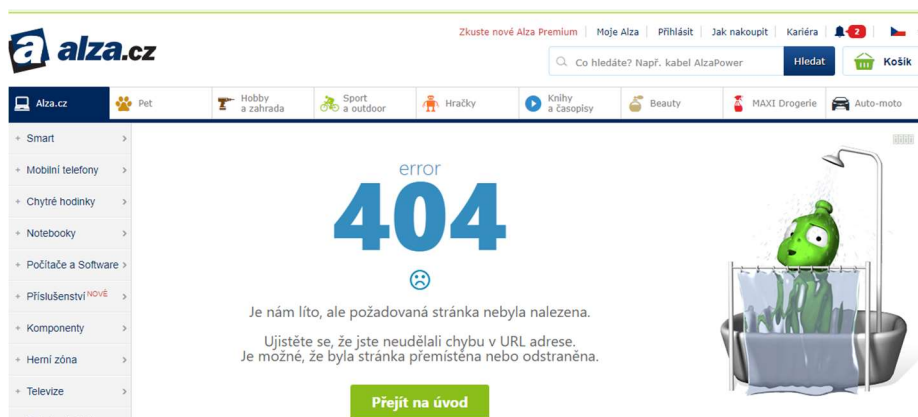 Zkuste nové Alza Premium
Moje Alza
Přihlásit
Jak nakoupit
Kariéra
2
alza.cz
Co hledáte? Např. kabel AlzaPower
Hledat
Košík
Alza.cz
Pet
Hobby
a zahrada
Sport
a outdoor
Hračky
Knihy
a časopisy
Beauty
MAXI Drogerie
Auto-moto
Smart
Mobilní telefony
Chytré hodinky
Notebooky
Počítače a Software
Příslušenství NOVÉ
Komponenty
Herní zóna
Televize
error
404
Je nám líto, ale požadovaná stránka nebyla nalezena.
Ujistěte se, že jste neudělali chybu v URL adrese.
Je možné, že byla stránka přemístěna nebo odstraněna.
Přejít na úvod